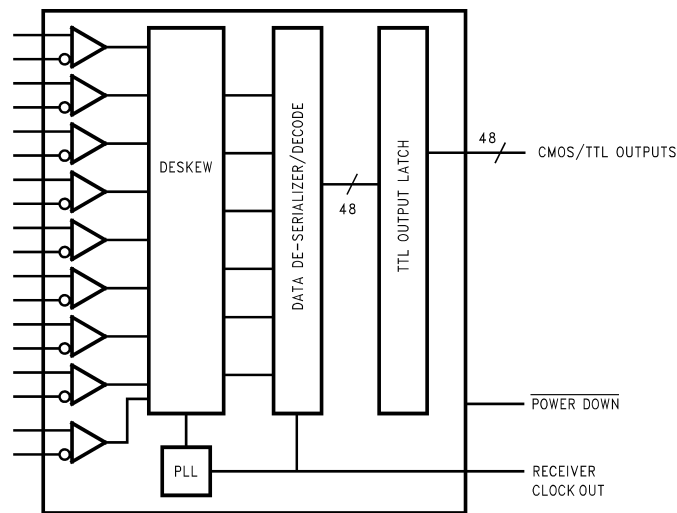 DESKEW
DATA DE-SERIALIZER/DECODE
48
TTL OUTPUT LATCH
48
CMOS/TTL OUTPUTS
POWER DOWN
PLL
RECEIVER
CLOCK OUT